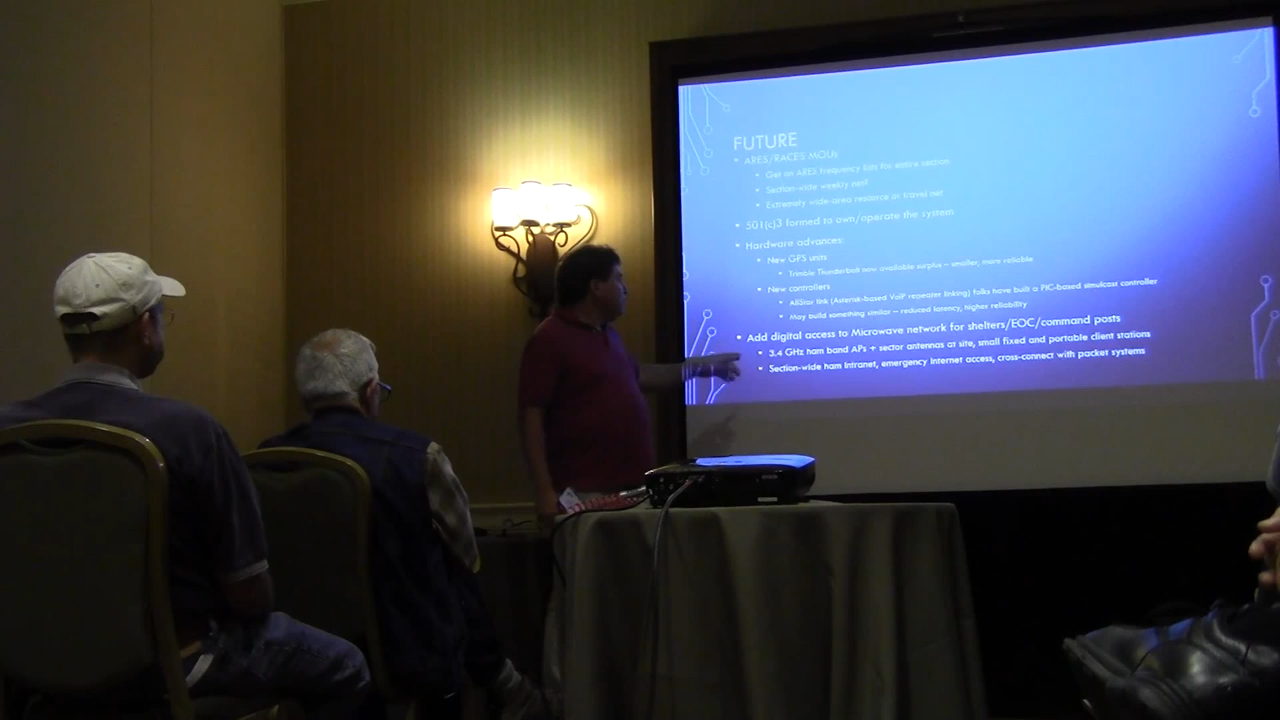 FUTURE
ARES/RACES MOUs
Get on ARES frequency lists for entire section
Section-wide weekly net?
Extremely wide-area resource or travel net
501(c)3 formed to own/operate the system
Hardware advances:
New GPS units
Trimble Thunderbolt now available surplus – smaller, more reliable
New controllers
AllStar link (Asterisk-based VoIP repeater linking) folks have built a PIC-based simulcast controller
May build something similar – reduced latency, higher reliability
Add digital access to Microwave network for shelters/EOC/command posts
3.4 GHz ham band APs + sector antennas at site, small fixed and portable client stations
Section-wide ham intranet, emergency internet access, cross-connect with packet systems